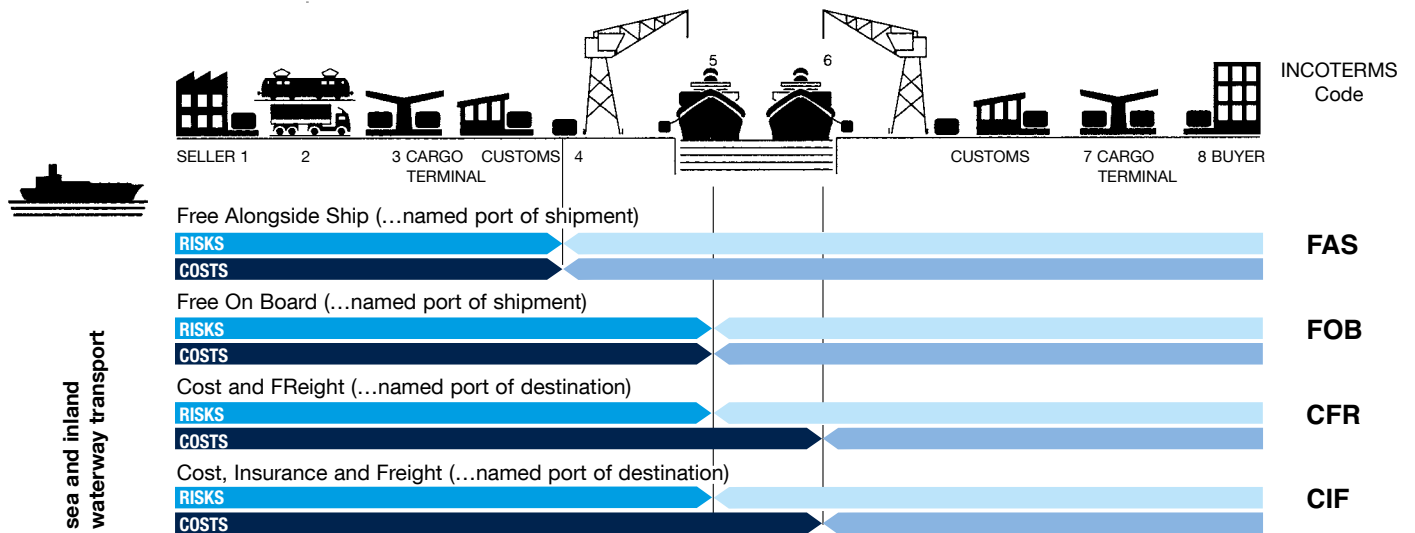 5
6
INCOTERMS
Code
SELLER 1
2
3 CARGO
TERMINAL
CUSTOMS
4
CUSTOMS
7 CARGO
TERMINAL
8 BUYER
Free Alongside Ship (…named port of shipment)
RISKS
FAS
COSTS
Free On Board (…named port of shipment)
RISKS
FOB
COSTS
Cost and FReight (…named port of destination)
RISKS
CFR
COSTS
Cost, Insurance and Freight (…named port of destination)
RISKS
CIF
COSTS
sea and inland
waterway transport